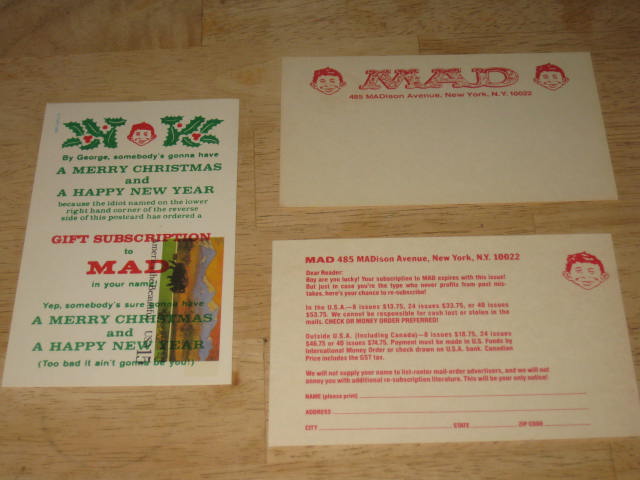 By George, somebody's gonna have
A MERRY CHRISTMAS
and
A HAPPY NEW YEAR
because the idiot named on the lower
right hand corner of the reverse
side of this postcard has ordered a
GIFT SUBSCRIPTION
to
MAD
in your name
Yep, somebody's sure gonna have
A MERRY CHRISTMAS
and
A HAPPY NEW YEAR
(Too bad it ain't gonna be you!)
MAD
485 MADison Avenue, New York, N.Y. 10022
MAD 485 MADison Avenue, New York, N.Y. 10022
Dear Reader:
Boy are you lucky! Your subscription to MAD expires with this issue!
But just in case you're the type who never profits from past mis-
takes, here's your chance to re-subscribe!
In the U.S.A.—8 issues $13.75, 24 issues $33.75, or 40 issues
$53.75. We cannot be responsible for cash lost or stolen in the
mails. CHECK OR MONEY ORDER PREFERRED!
Outside U.S.A. (Including Canada)—8 issues $18.75, 24 issues
$46.75 or 40 issues $74.75. Payment must be made in U.S. Funds by
International Money Order or check drawn on U.S.A. bank. Canadian
Price includes the GST tax.
We will not supply your name to list-renter mail-order advertisers, and we will not
annoy you with additional re-subscription literature. This will be your only notice!
NAME (please print)
ADDRESS
CITY STATE ZIP CODE